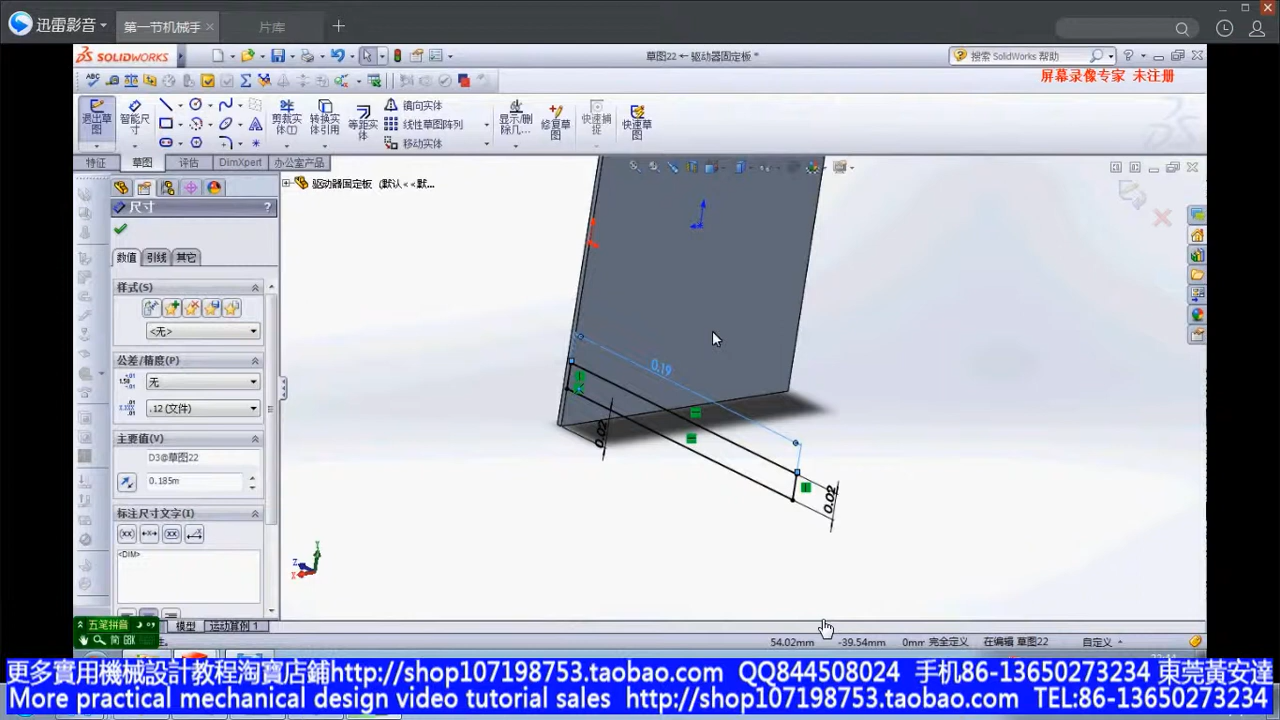 迅雷影音
第一节机械手
片库
SOLIDWORKS
草图22 ← 驱动器固定板 *
搜索 SolidWorks 帮助
屏幕录像专家 未注册
退出草图
智能尺寸
剪裁实体(T)
转换实体引用
等距实体
镜向实体
线性草图阵列
移动实体
显示/删除几...
修复草图
快速捕捉
快速草图
特征
草图
评估
DimXpert
办公室产品
驱动器固定板 (默认<<默...
尺寸
?
数值
引线
其它
样式(S)
<无>
公差/精度(P)
无
.12 (文件)
主要值(V)
D3@草图22
0.185m
标注尺寸文字(I)
<DIM>
0.19
0.02
0.02
Y
Z
X
五笔拼音
简
模型
运动算例 1
54.02mm
-39.54mm
0mm
完全定义
在编辑 草图22
自定义
更多實用機械設計教程淘寶店鋪http://shop107198753.taobao.com QQ844508024 手机86-13650273234 東莞黃安達
More practical mechanical design video tutorial sales http://shop107198753.taobao.com TEL:86-13650273234